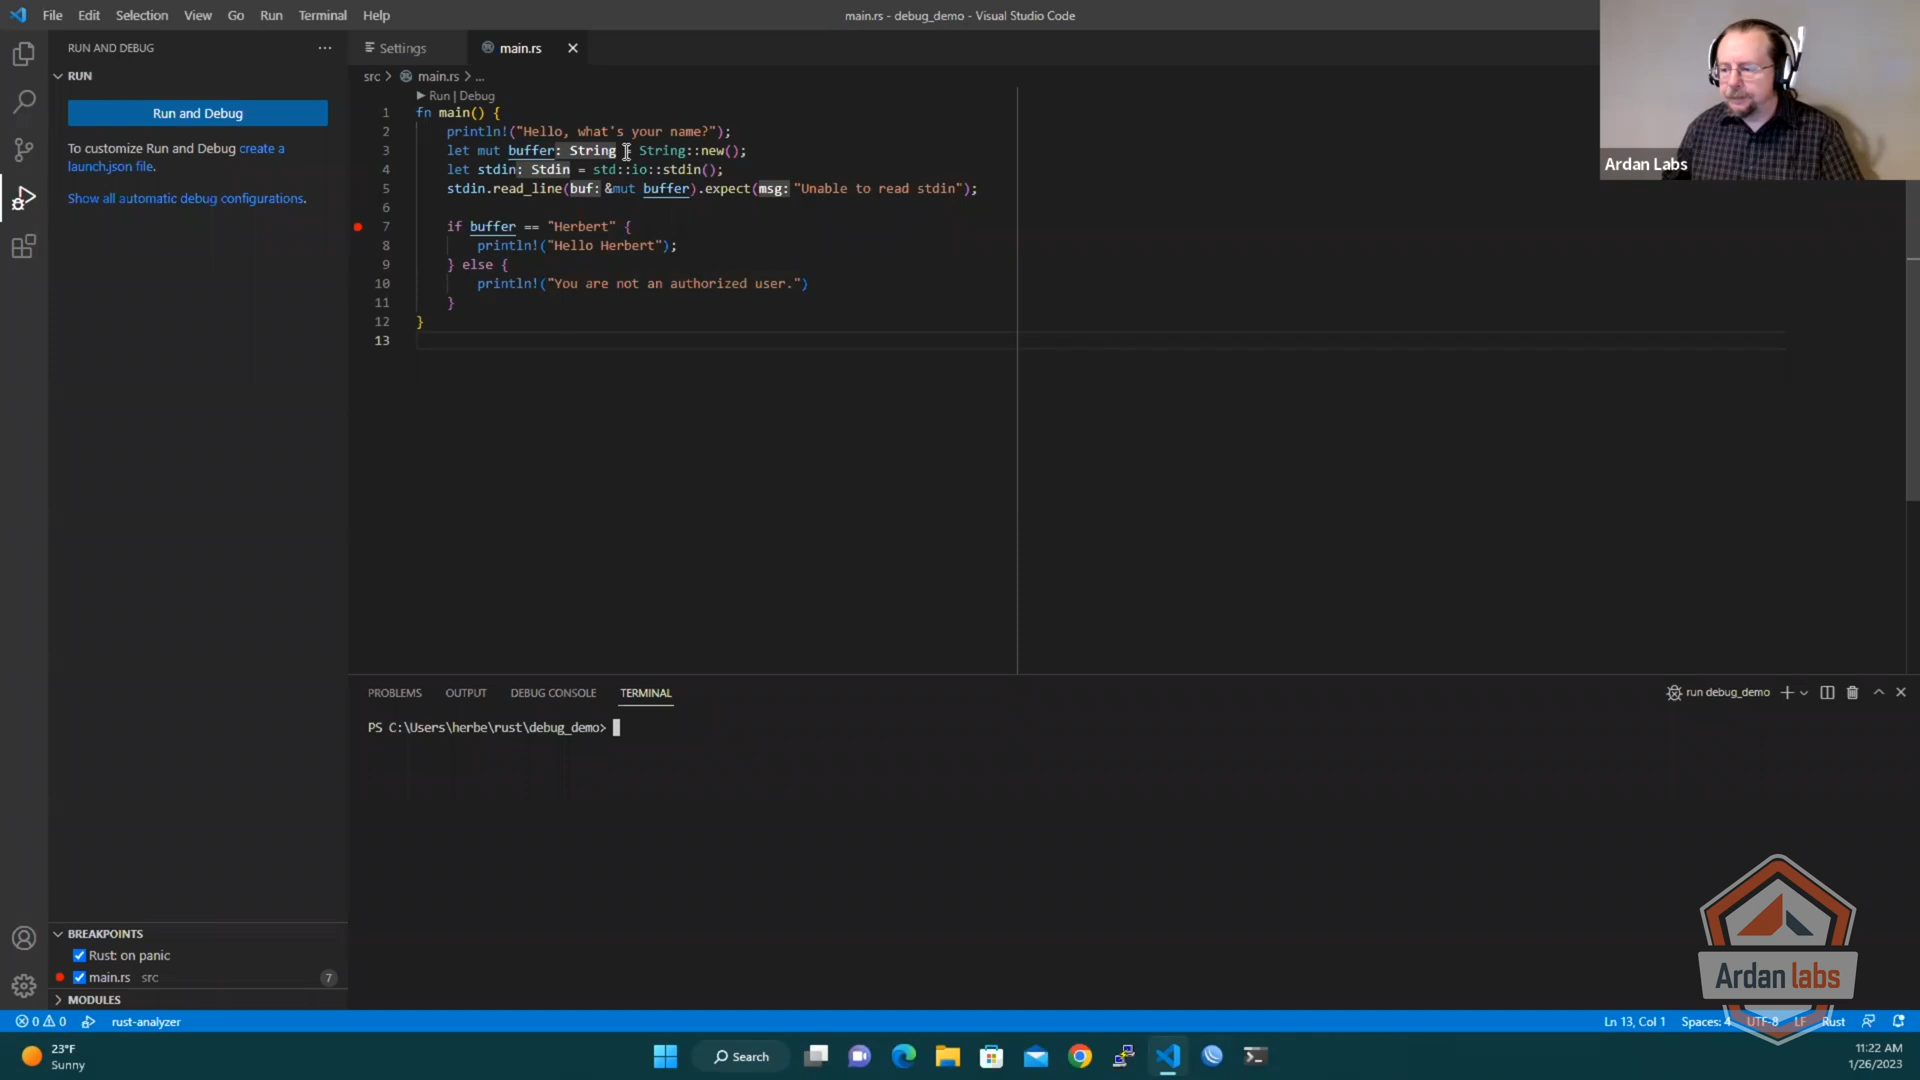 File Edit Selection View Go Run Terminal Help
main.rs - debug_demo - Visual Studio Code
RUN AND DEBUG ···
RUN
Run and Debug
To customize Run and Debug create a
launch.json file.
Show all automatic debug configurations.
Settings
main.rs
src > main.rs > ...
Run | Debug
1 fn main() {
2 println!("Hello, what's your name?");
3 let mut buffer: String = String::new();
4 let stdin: Stdin = std::io::stdin();
5 stdin.read_line(buf: &mut buffer).expect(msg: "Unable to read stdin");
6
7 if buffer == "Herbert" {
8 println!("Hello Herbert");
9 } else {
10 println!("You are not an authorized user.")
11 }
12 }
13
Ardan Labs
PROBLEMS OUTPUT DEBUG CONSOLE TERMINAL
run debug_demo
PS C:\Users\herbe\rust\debug_demo>
BREAKPOINTS
Rust: on panic
main.rs src 7
MODULES
Ardan labs
0 0 rust-analyzer
Ln 13, Col 1 Spaces: 4 UTF-8 LF Rust
23°F
Sunny
Search
11:22 AM
1/26/2023